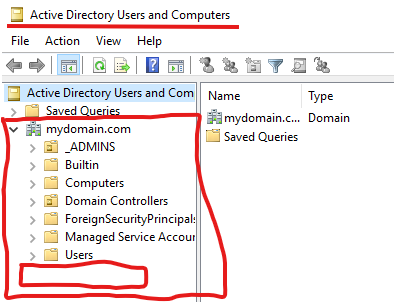 Active Directory Users and Computers
File Action View Help
Active Directory Users and Com
Name Type
Saved Queries
mydomain.c... Domain
mydomain.com
Saved Queries
_ADMINS
Builtin
Computers
Domain Controllers
ForeignSecurityPrincipals
Managed Service Accour
Users